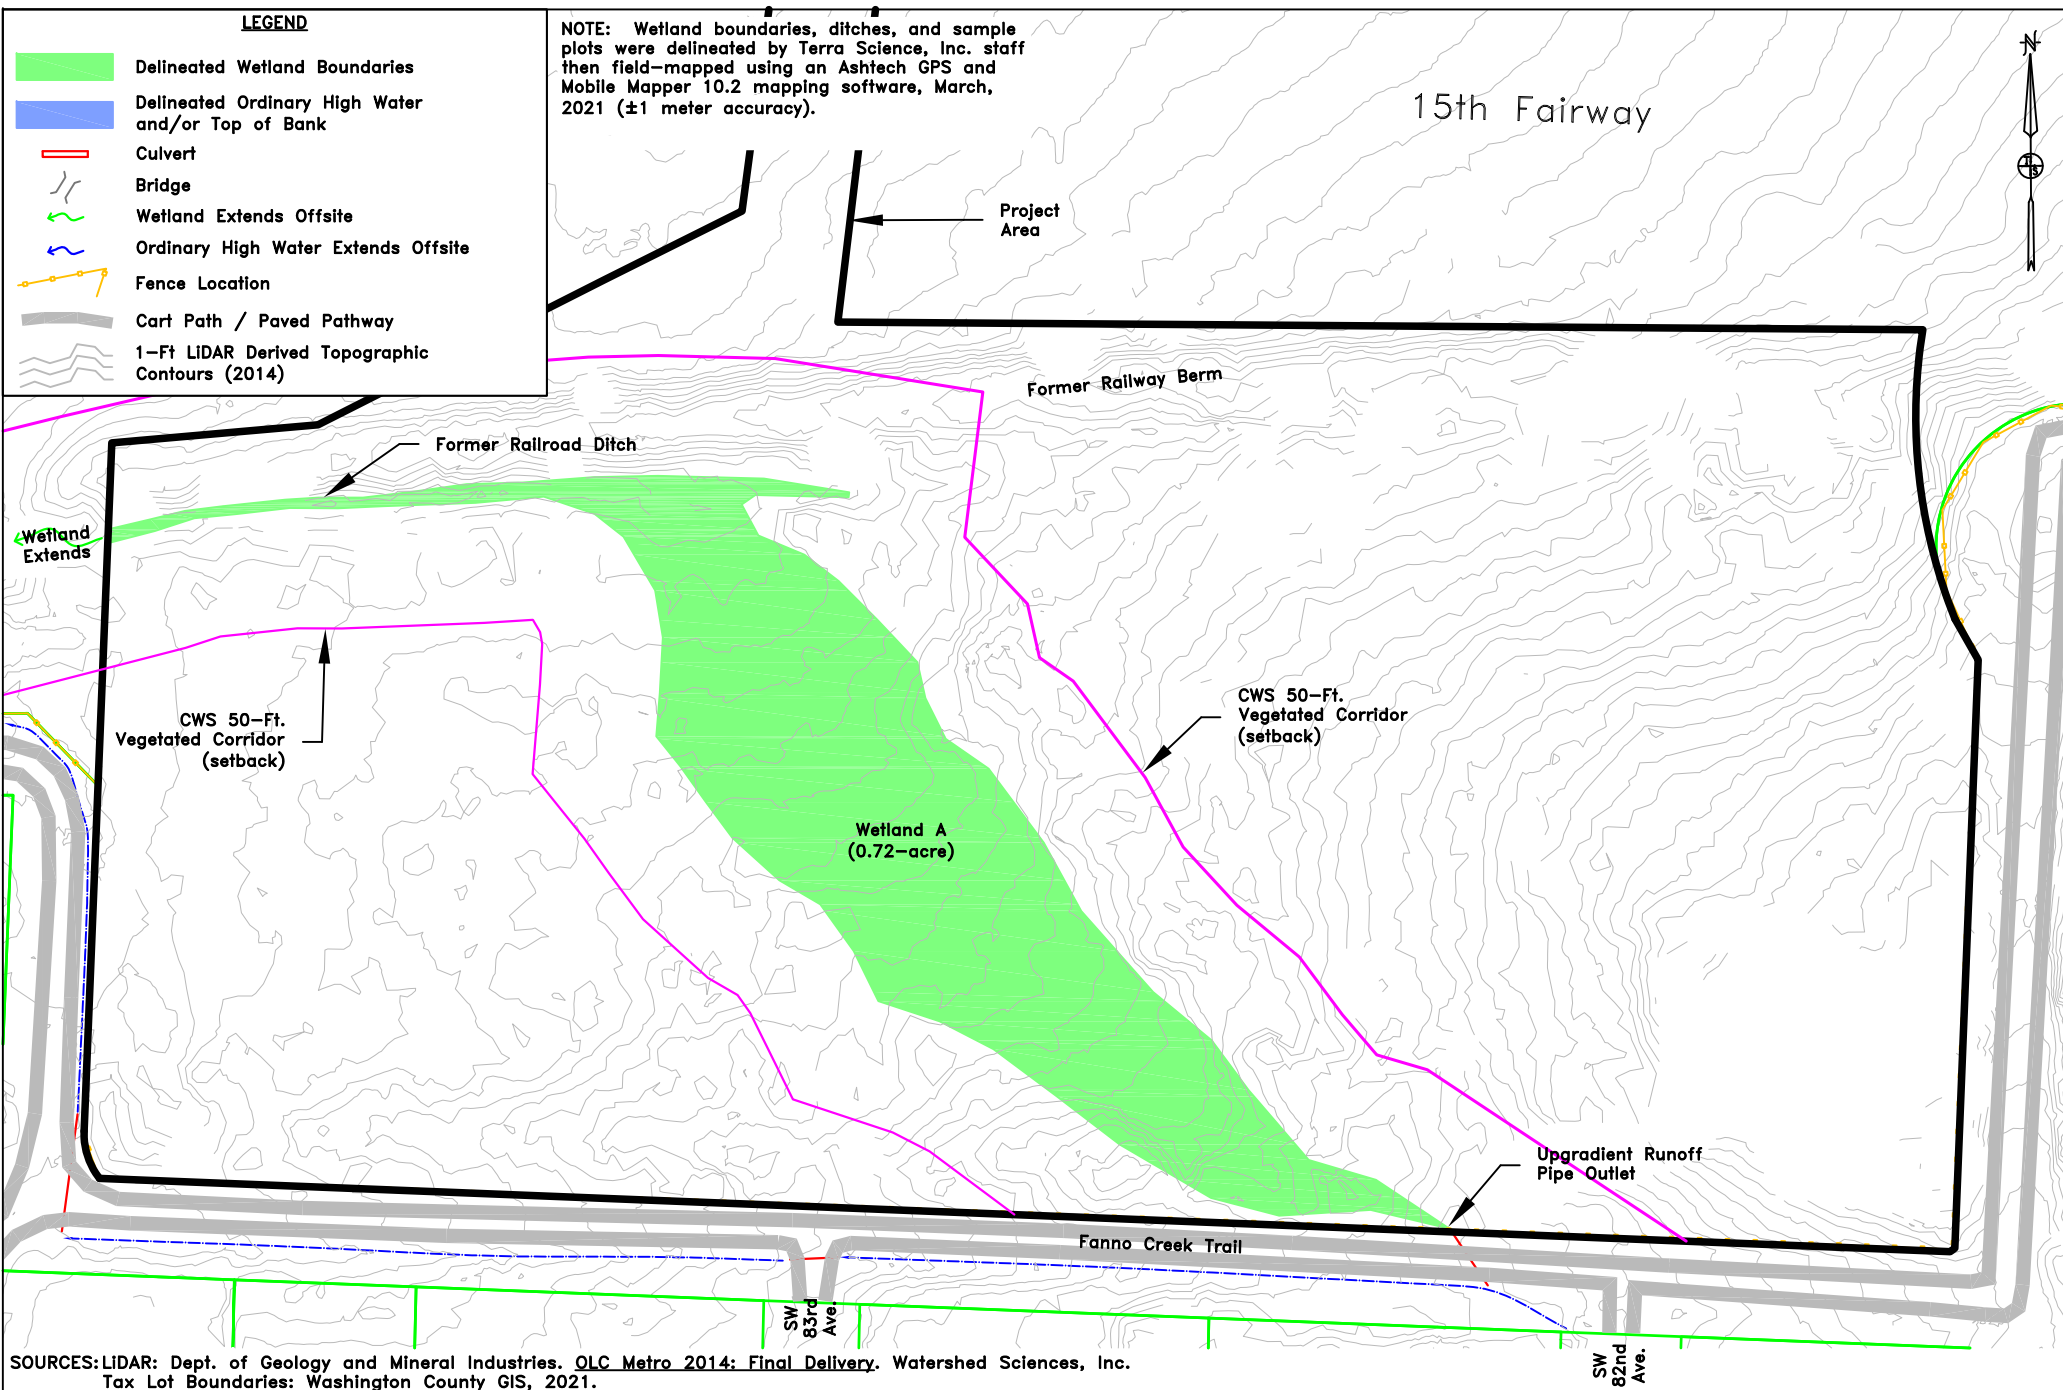 LEGEND
Delineated Wetland Boundaries
Delineated Ordinary High Water
and/or Top of Bank
Culvert
Bridge
Wetland Extends Offsite
Ordinary High Water Extends Offsite
Fence Location
Cart Path / Paved Pathway
1-Ft LiDAR Derived Topographic
Contours (2014)
NOTE: Wetland boundaries, ditches, and sample
plots were delineated by Terra Science, Inc. staff
then field-mapped using an Ashtech GPS and
Mobile Mapper 10.2 mapping software, March,
2021 (±1 meter accuracy).
15th Fairway
N
T
S
Project
Area
Former Railway Berm
Former Railroad Ditch
Wetland
Extends
CWS 50-Ft.
Vegetated Corridor
(setback)
CWS 50-Ft.
Vegetated Corridor
(setback)
Wetland A
(0.72-acre)
Upgradient Runoff
Pipe Outlet
Fanno Creek Trail
SW
83rd
Ave.
SW
82nd
Ave.
SOURCES: LiDAR: Dept. of Geology and Mineral Industries. OLC Metro 2014: Final Delivery. Watershed Sciences, Inc.
Tax Lot Boundaries: Washington County GIS, 2021.